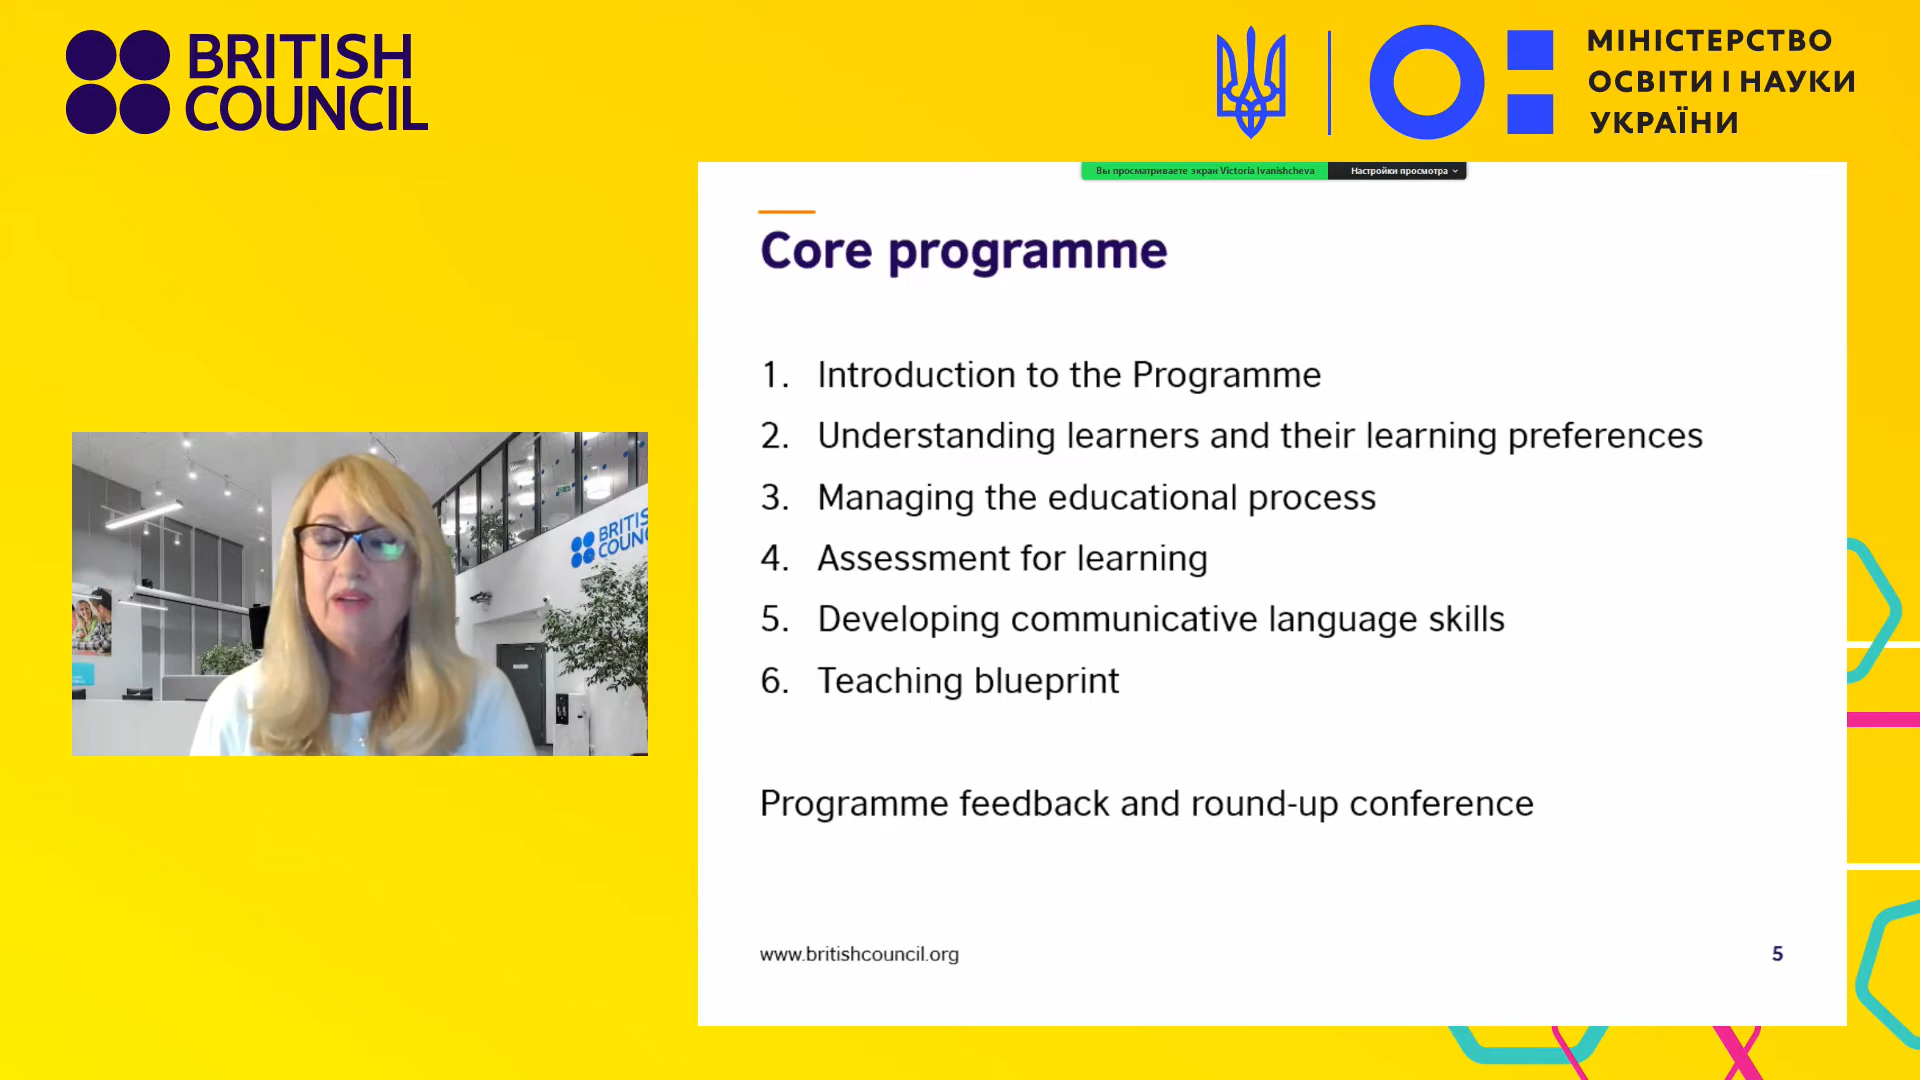 BRITISH
COUNCIL
МІНІСТЕРСТВО
ОСВІТИ І НАУКИ
УКРАЇНИ
Вы просматриваете экран Victoria Ivanishcheva
Настройки просмотра
Core programme
1. Introduction to the Programme
2. Understanding learners and their learning preferences
3. Managing the educational process
4. Assessment for learning
5. Developing communicative language skills
6. Teaching blueprint
Programme feedback and round-up conference
www.britishcouncil.org
5
BRITIS
COUN